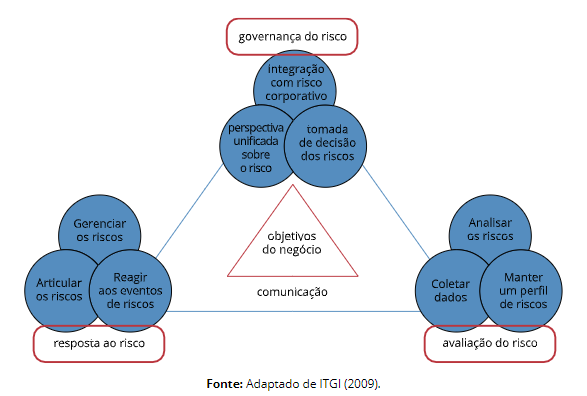 governança do risco
integração
com risco
corporativo
perspectiva
unificada
sobre
o risco
tomada
de decisão
dos riscos
objetivos
do negócio
comunicação
Gerenciar
os riscos
Articular
os riscos
Reagir
aos eventos
de riscos
resposta ao risco
Analisar
os riscos
Coletar
dados
Manter
um perfil
de riscos
avaliação do risco
Fonte: Adaptado de ITGI (2009).